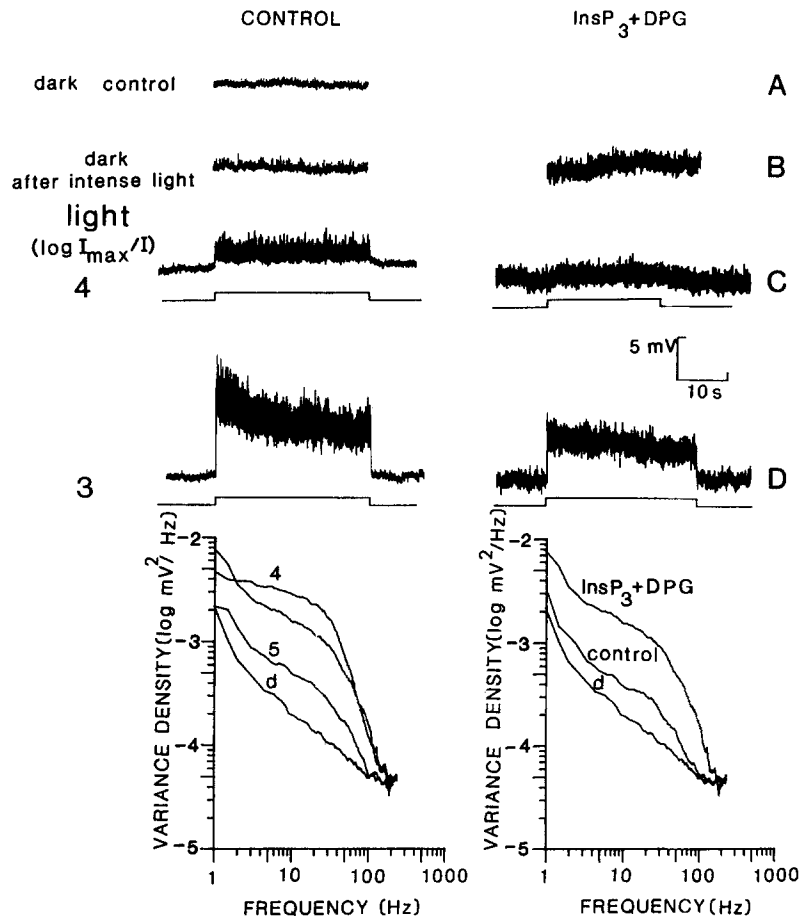 CONTROL InsP3+DPG
dark control A
dark
after intense light B
light
(log Imax/I)
4 C
5 mV
10 s
3 D
VARIANCE DENSITY(log mV2/Hz)
-2
-3
-4
-5
4
5
d
1 10 100 1000
FREQUENCY (Hz)
VARIANCE DENSITY(log mV2/Hz)
-2
-3
-4
-5
InsP3+DPG
control
d
1 10 100 1000
FREQUENCY (Hz)